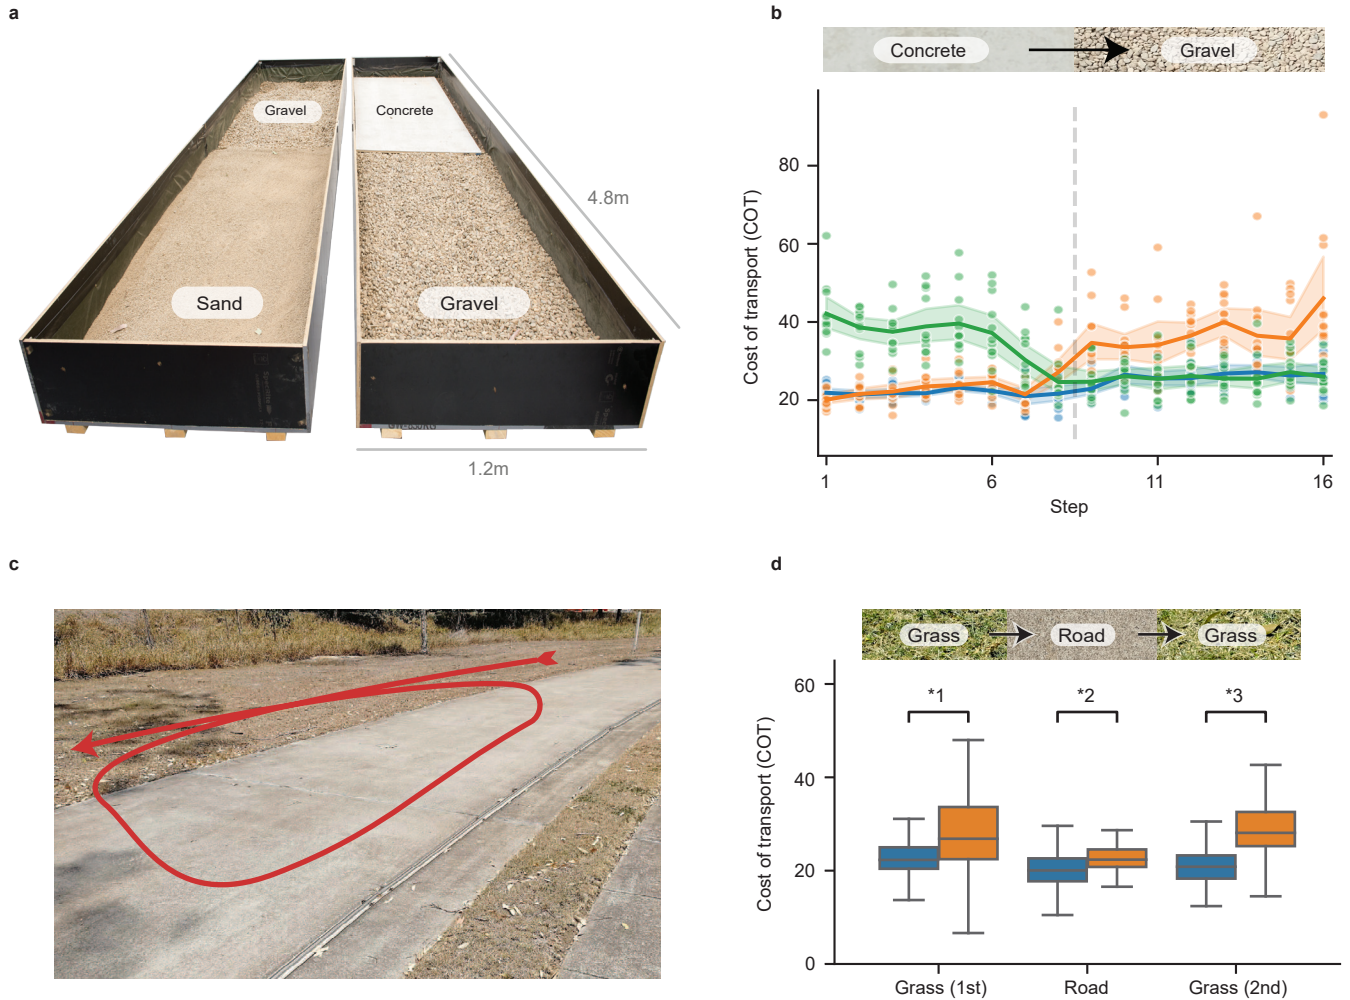 a
Gravel
Concrete
4.8m
Sand
Gravel
1.2m
b
Concrete
Gravel
Cost of transport (COT)
80
60
40
20
1
6
11
16
Step
c
d
Grass
Road
Grass
Cost of transport (COT)
60
40
20
0
*1
*2
*3
Grass (1st)
Road
Grass (2nd)